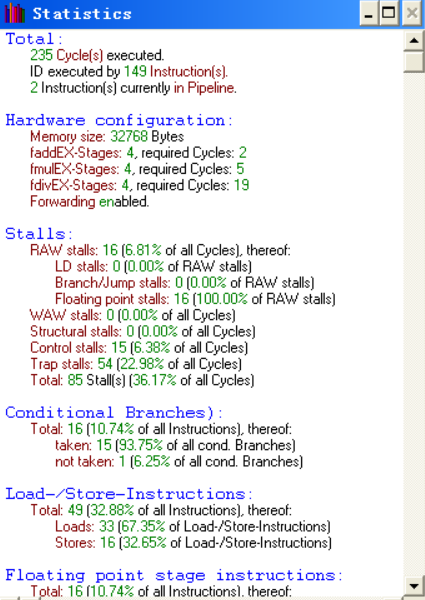 Statistics
Total:
235 Cycle(s) executed.
ID executed by 149 Instruction(s).
2 Instruction(s) currently in Pipeline.
Hardware configuration:
Memory size: 32768 Bytes
faddEX-Stages: 4, required Cycles: 2
fmulEX-Stages: 4, required Cycles: 5
fdivEX-Stages: 4, required Cycles: 19
Forwarding enabled.
Stalls:
RAW stalls: 16 (6.81% of all Cycles), thereof:
LD stalls: 0 (0.00% of RAW stalls)
Branch/Jump stalls: 0 (0.00% of RAW stalls)
Floating point stalls: 16 (100.00% of RAW stalls)
WAW stalls: 0 (0.00% of all Cycles)
Structural stalls: 0 (0.00% of all Cycles)
Control stalls: 15 (6.38% of all Cycles)
Trap stalls: 54 (22.98% of all Cycles)
Total: 85 Stall(s) (36.17% of all Cycles)
Conditional Branches):
Total: 16 (10.74% of all Instructions), thereof:
taken: 15 (93.75% of all cond. Branches)
not taken: 1 (6.25% of all cond. Branches)
Load-/Store-Instructions:
Total: 49 (32.88% of all Instructions), thereof:
Loads: 33 (67.35% of Load-/Store-Instructions)
Stores: 16 (32.65% of Load-/Store-Instructions)
Floating point stage instructions:
Total: 16 (10.74% of all Instructions), thereof: